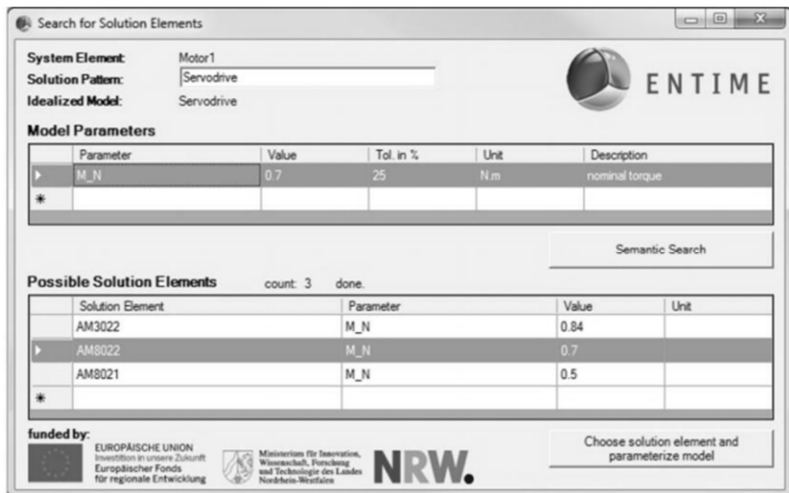 Search for Solution Elements
System Element: Motor1
Solution Pattern: Servodrive
Idealized Model: Servodrive
ENTIME
Model Parameters
Parameter Value Tol. in % Unit Description
M_N 0.7 25 N.m nominal torque
Semantic Search
Possible Solution Elements count: 3 done.
Solution Element Parameter Value Unit
AM3022 M_N 0.84
AM8022 M_N 0.7
AM8021 M_N 0.5
funded by:
EUROPÄISCHE UNION
Investition in unsere Zukunft
Europäischer Fonds
für regionale Entwicklung
Ministerium für Innovation,
Wissenschaft, Forschung
und Technologie des Landes
Nordrhein-Westfalen
NRW.
Choose solution element and
parameterize model